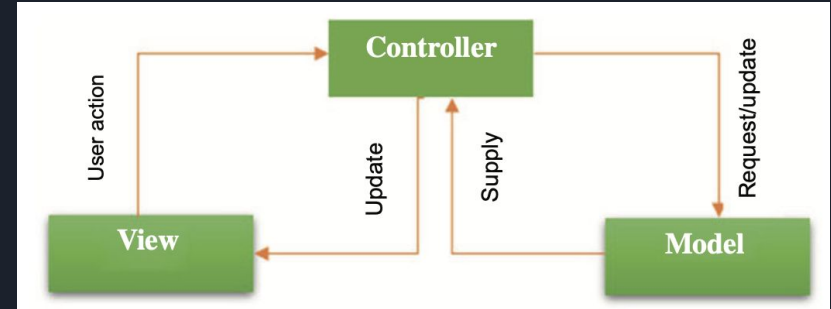 Controller
User action
Update
Supply
Request/update
View
Model